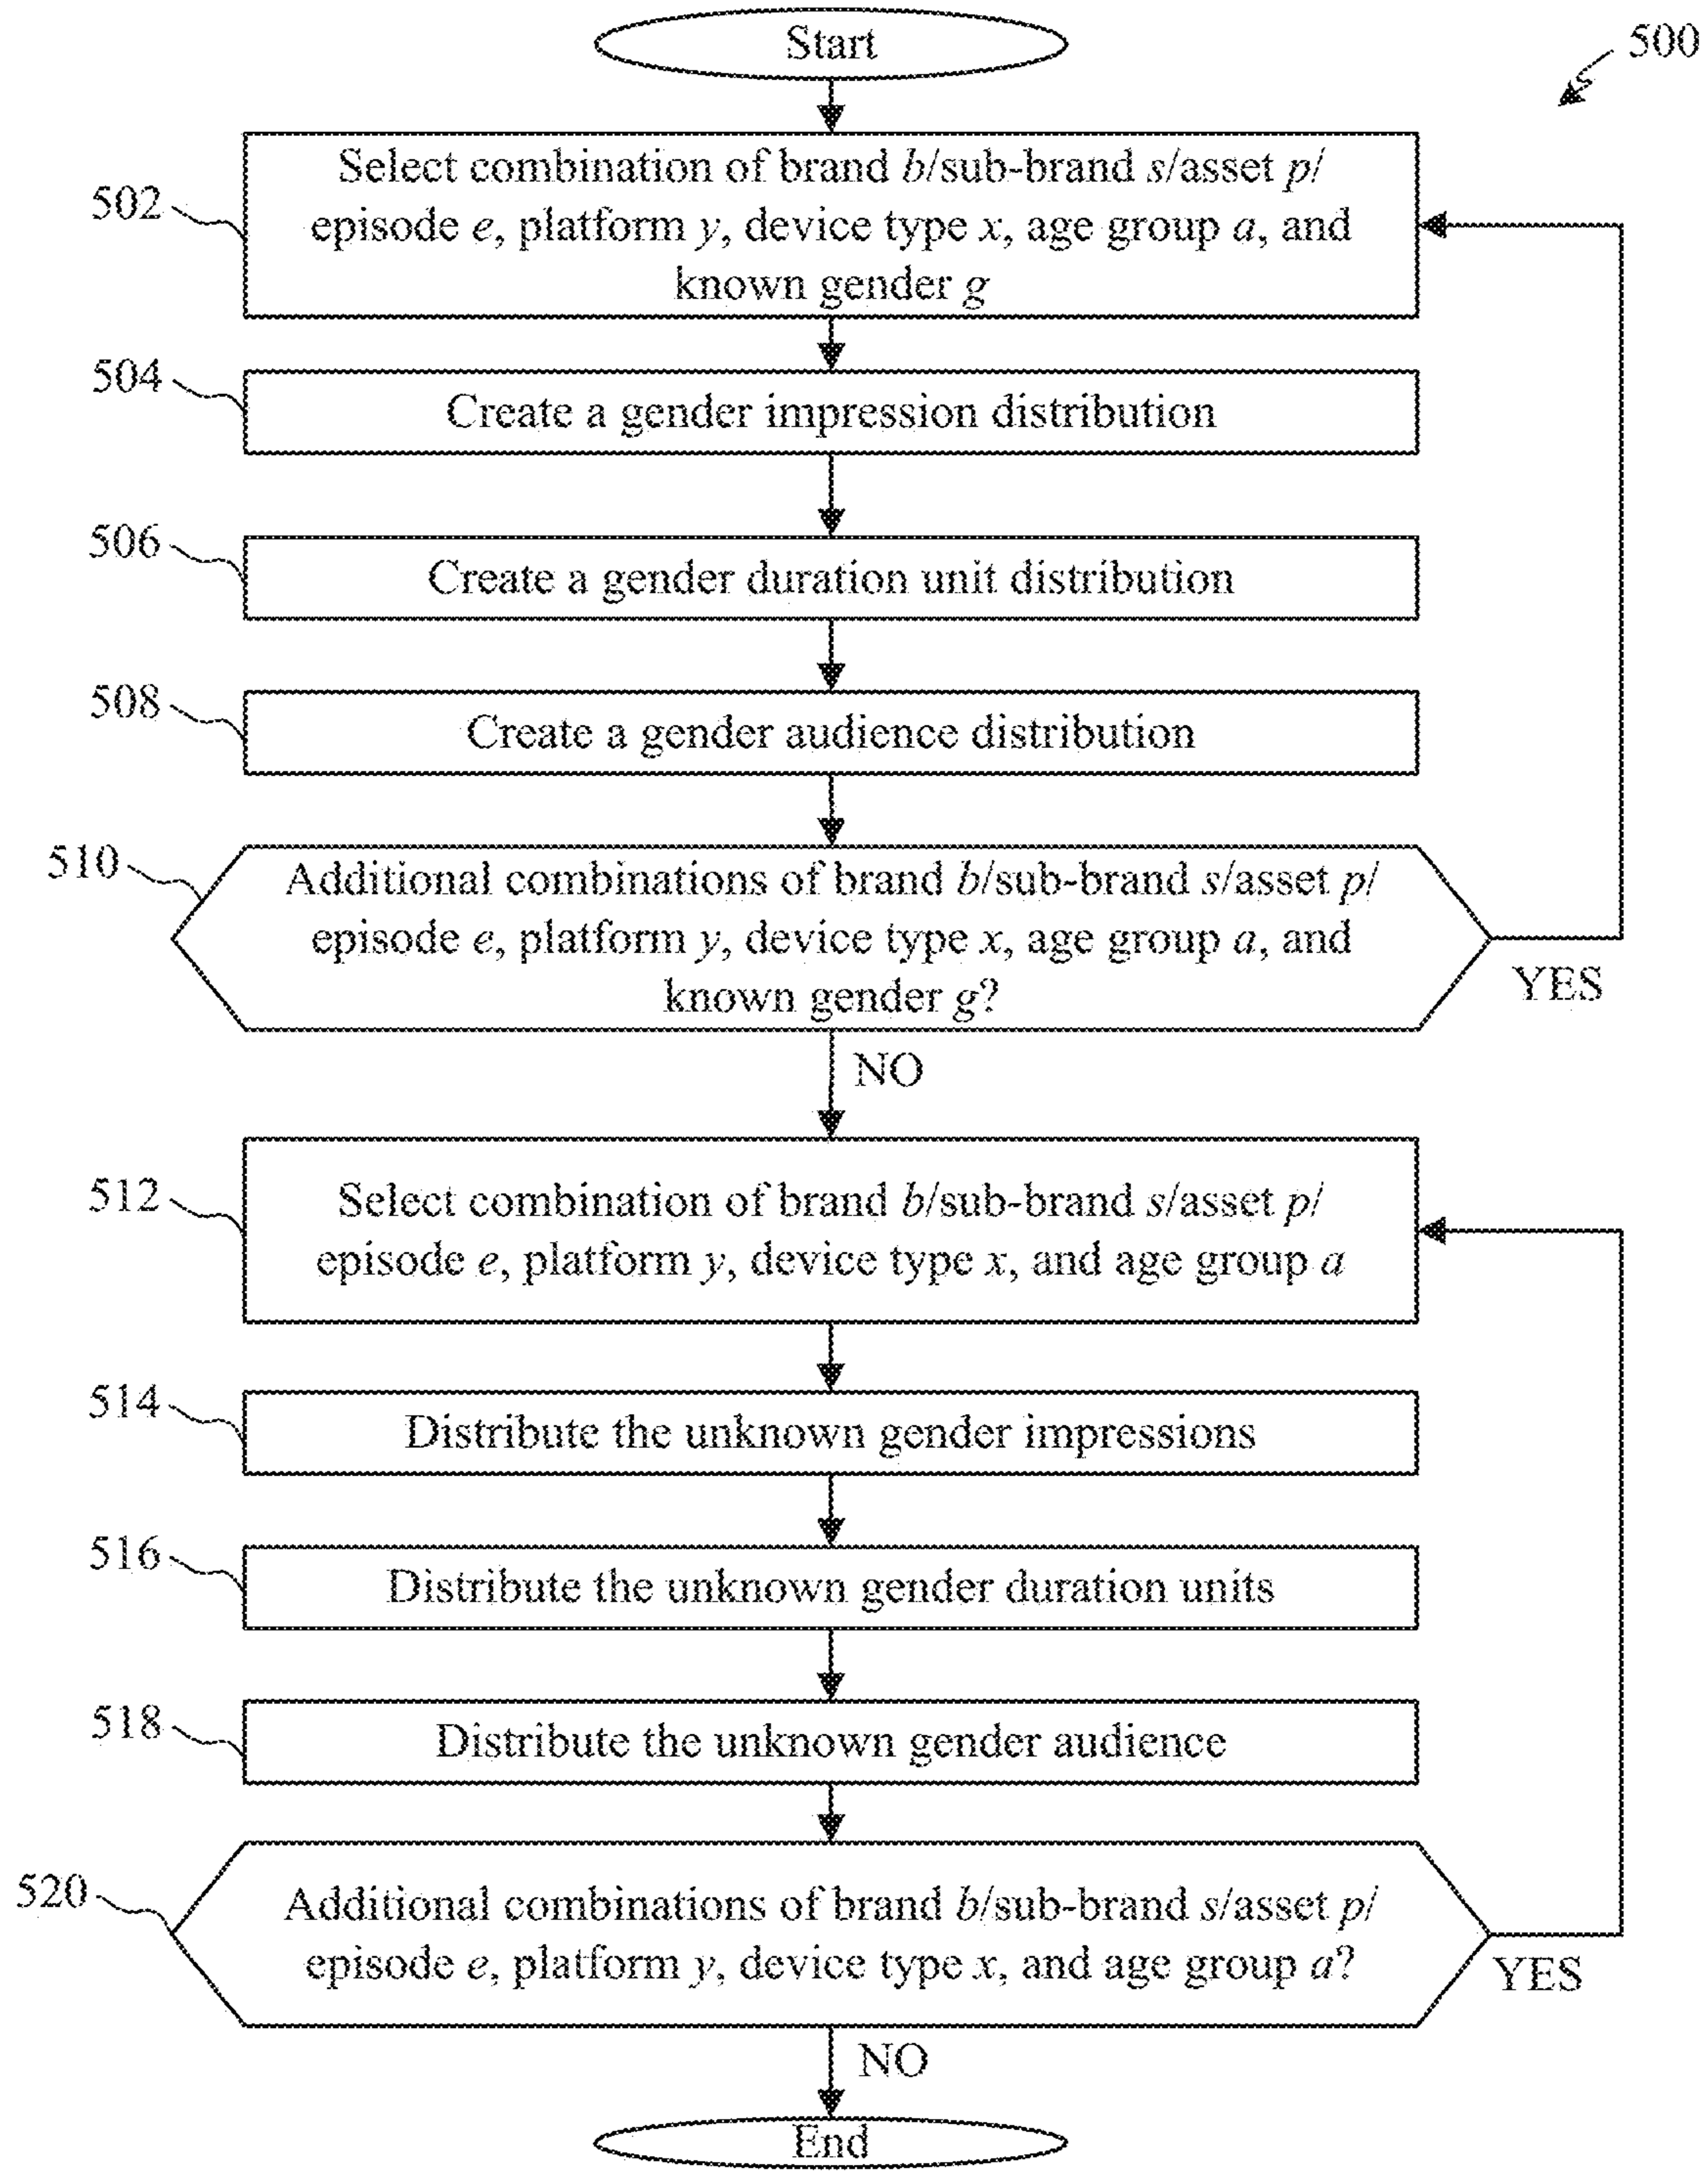 Start
500
502
Select combination of brand b/sub-brand s/asset p/
episode e, platform y, device type x, age group a, and
known gender g
504
Create a gender impression distribution
506
Create a gender duration unit distribution
508
Create a gender audience distribution
510
Additional combinations of brand b/sub-brand s/asset p/
episode e, platform y, device type x, age group a, and
known gender g?
YES
NO
512
Select combination of brand b/sub-brand s/asset p/
episode e, platform y, device type x, and age group a
514
Distribute the unknown gender impressions
516
Distribute the unknown gender duration units
518
Distribute the unknown gender audience
520
Additional combinations of brand b/sub-brand s/asset p/
episode e, platform y, device type x, and age group a?
YES
NO
End